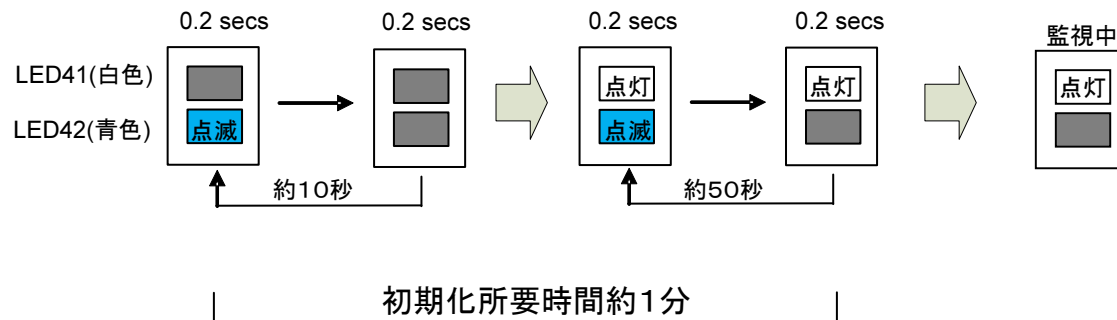 0.2 secs 0.2 secs 0.2 secs 0.2 secs
監視中
LED41(白色) 点灯 点灯 点灯
LED42(青色) 点滅 点滅
約10秒 約50秒
初期化所要時間約1分